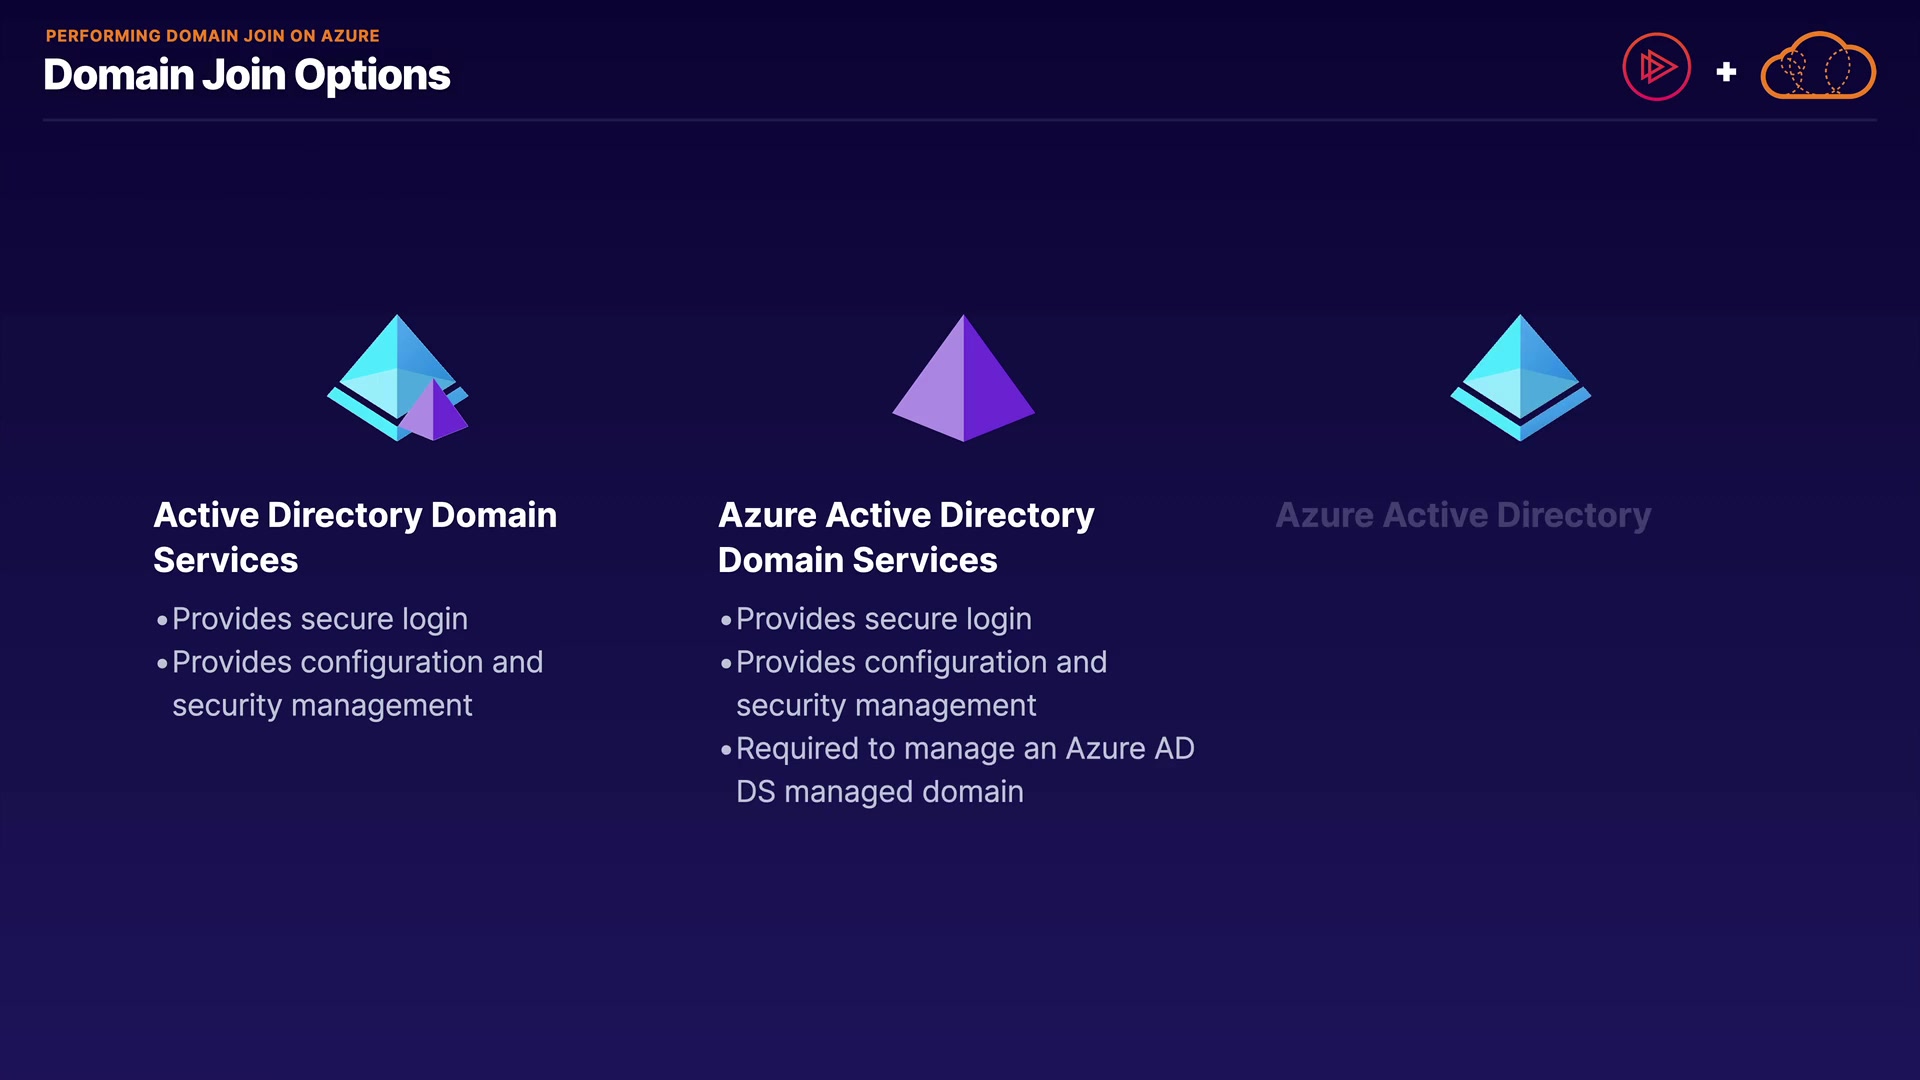 PERFORMING DOMAIN JOIN ON AZURE
Domain Join Options
Active Directory Domain
Services
•Provides secure login
•Provides configuration and
security management
Azure Active Directory
Domain Services
•Provides secure login
•Provides configuration and
security management
•Required to manage an Azure AD
DS managed domain
Azure Active Directory